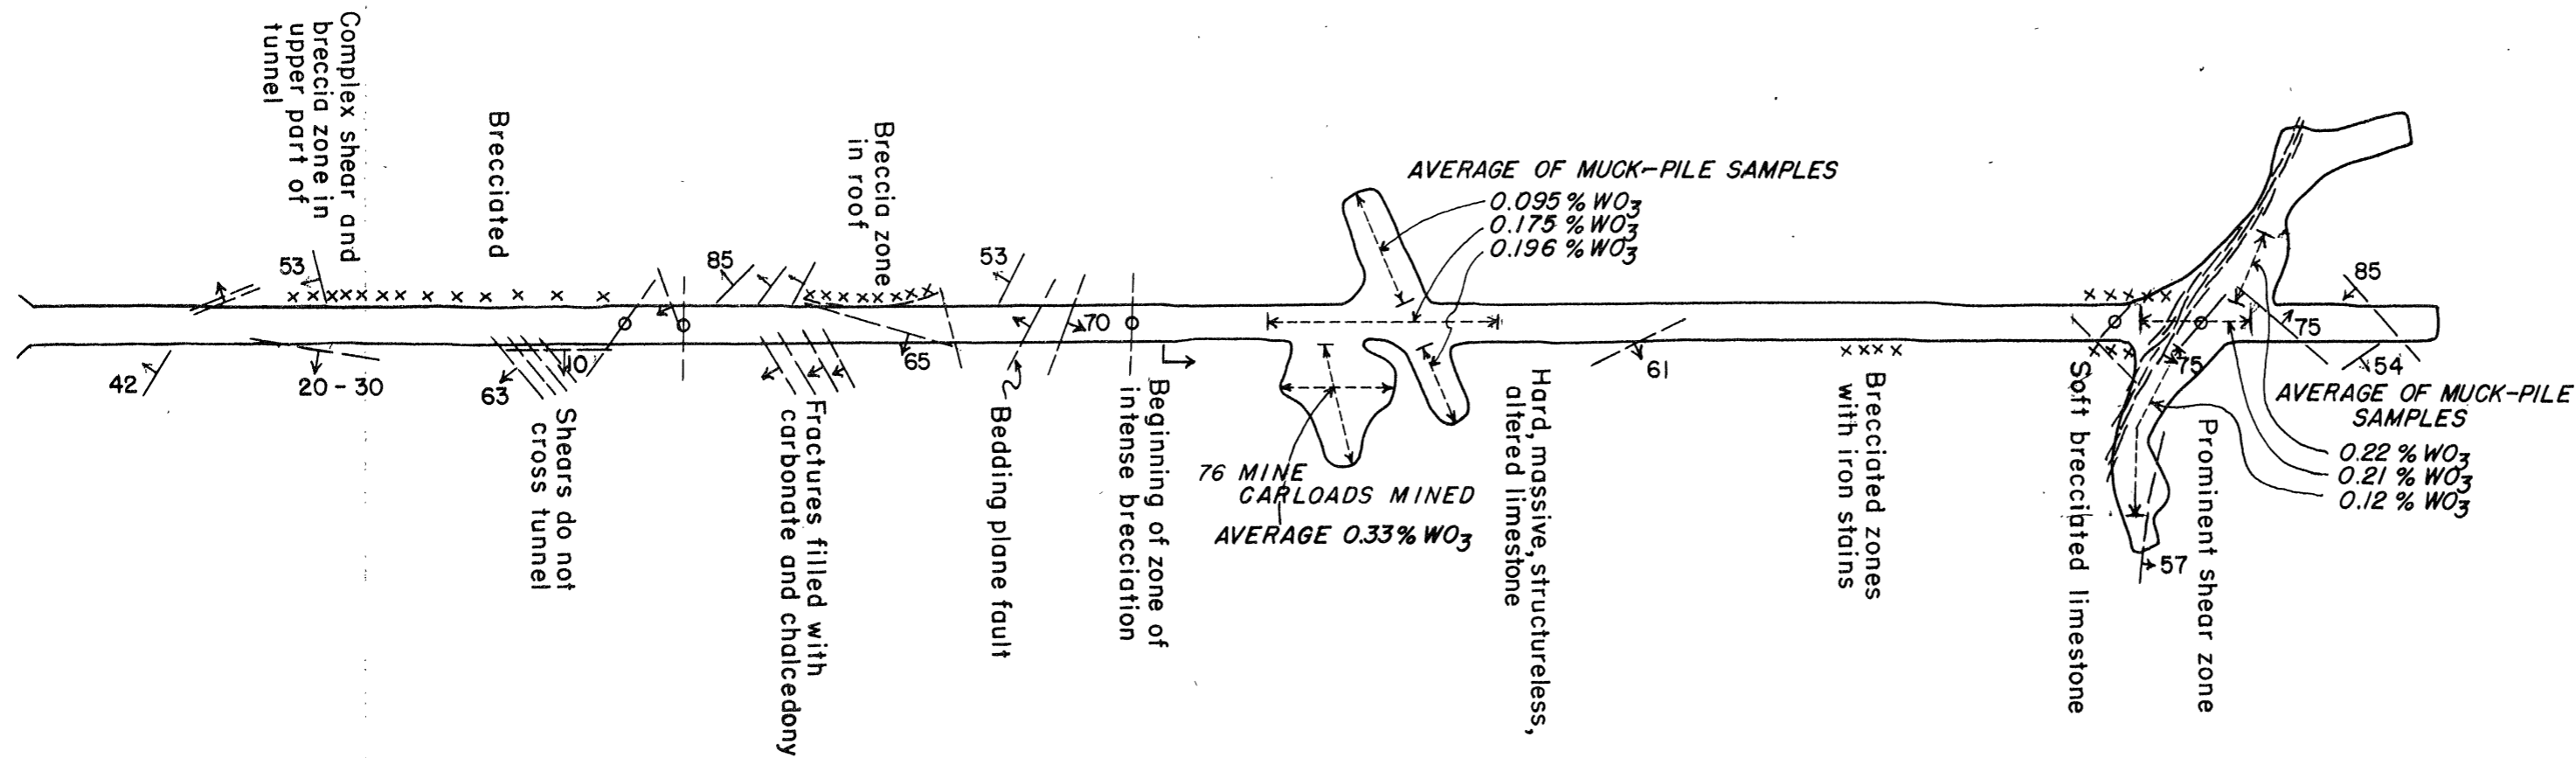 Complex shear and
breccia zone in
upper part of
tunnel
Brecciated
Breccia zone
in roof
53
85
53
42
20-30
63
10
65
70
Shears do not
cross tunnel
Fractures filled with
carbonate and chalcedony
Bedding plane fault
Beginning of zone of
intense brecciation
AVERAGE OF MUCK-PILE SAMPLES
0.095 % WO3
0.175 % WO3
0.196 % WO3
76 MINE
CARLOADS MINED
AVERAGE 0.33% WO3
Hard, massive, structureless,
altered limestone
61
Brecciated zones
with iron stains
Soft brecciated limestone
Prominent shear zone
85
75
75
54
57
AVERAGE OF MUCK-PILE
SAMPLES
0.22 % WO3
0.21 % WO3
0.12 % WO3